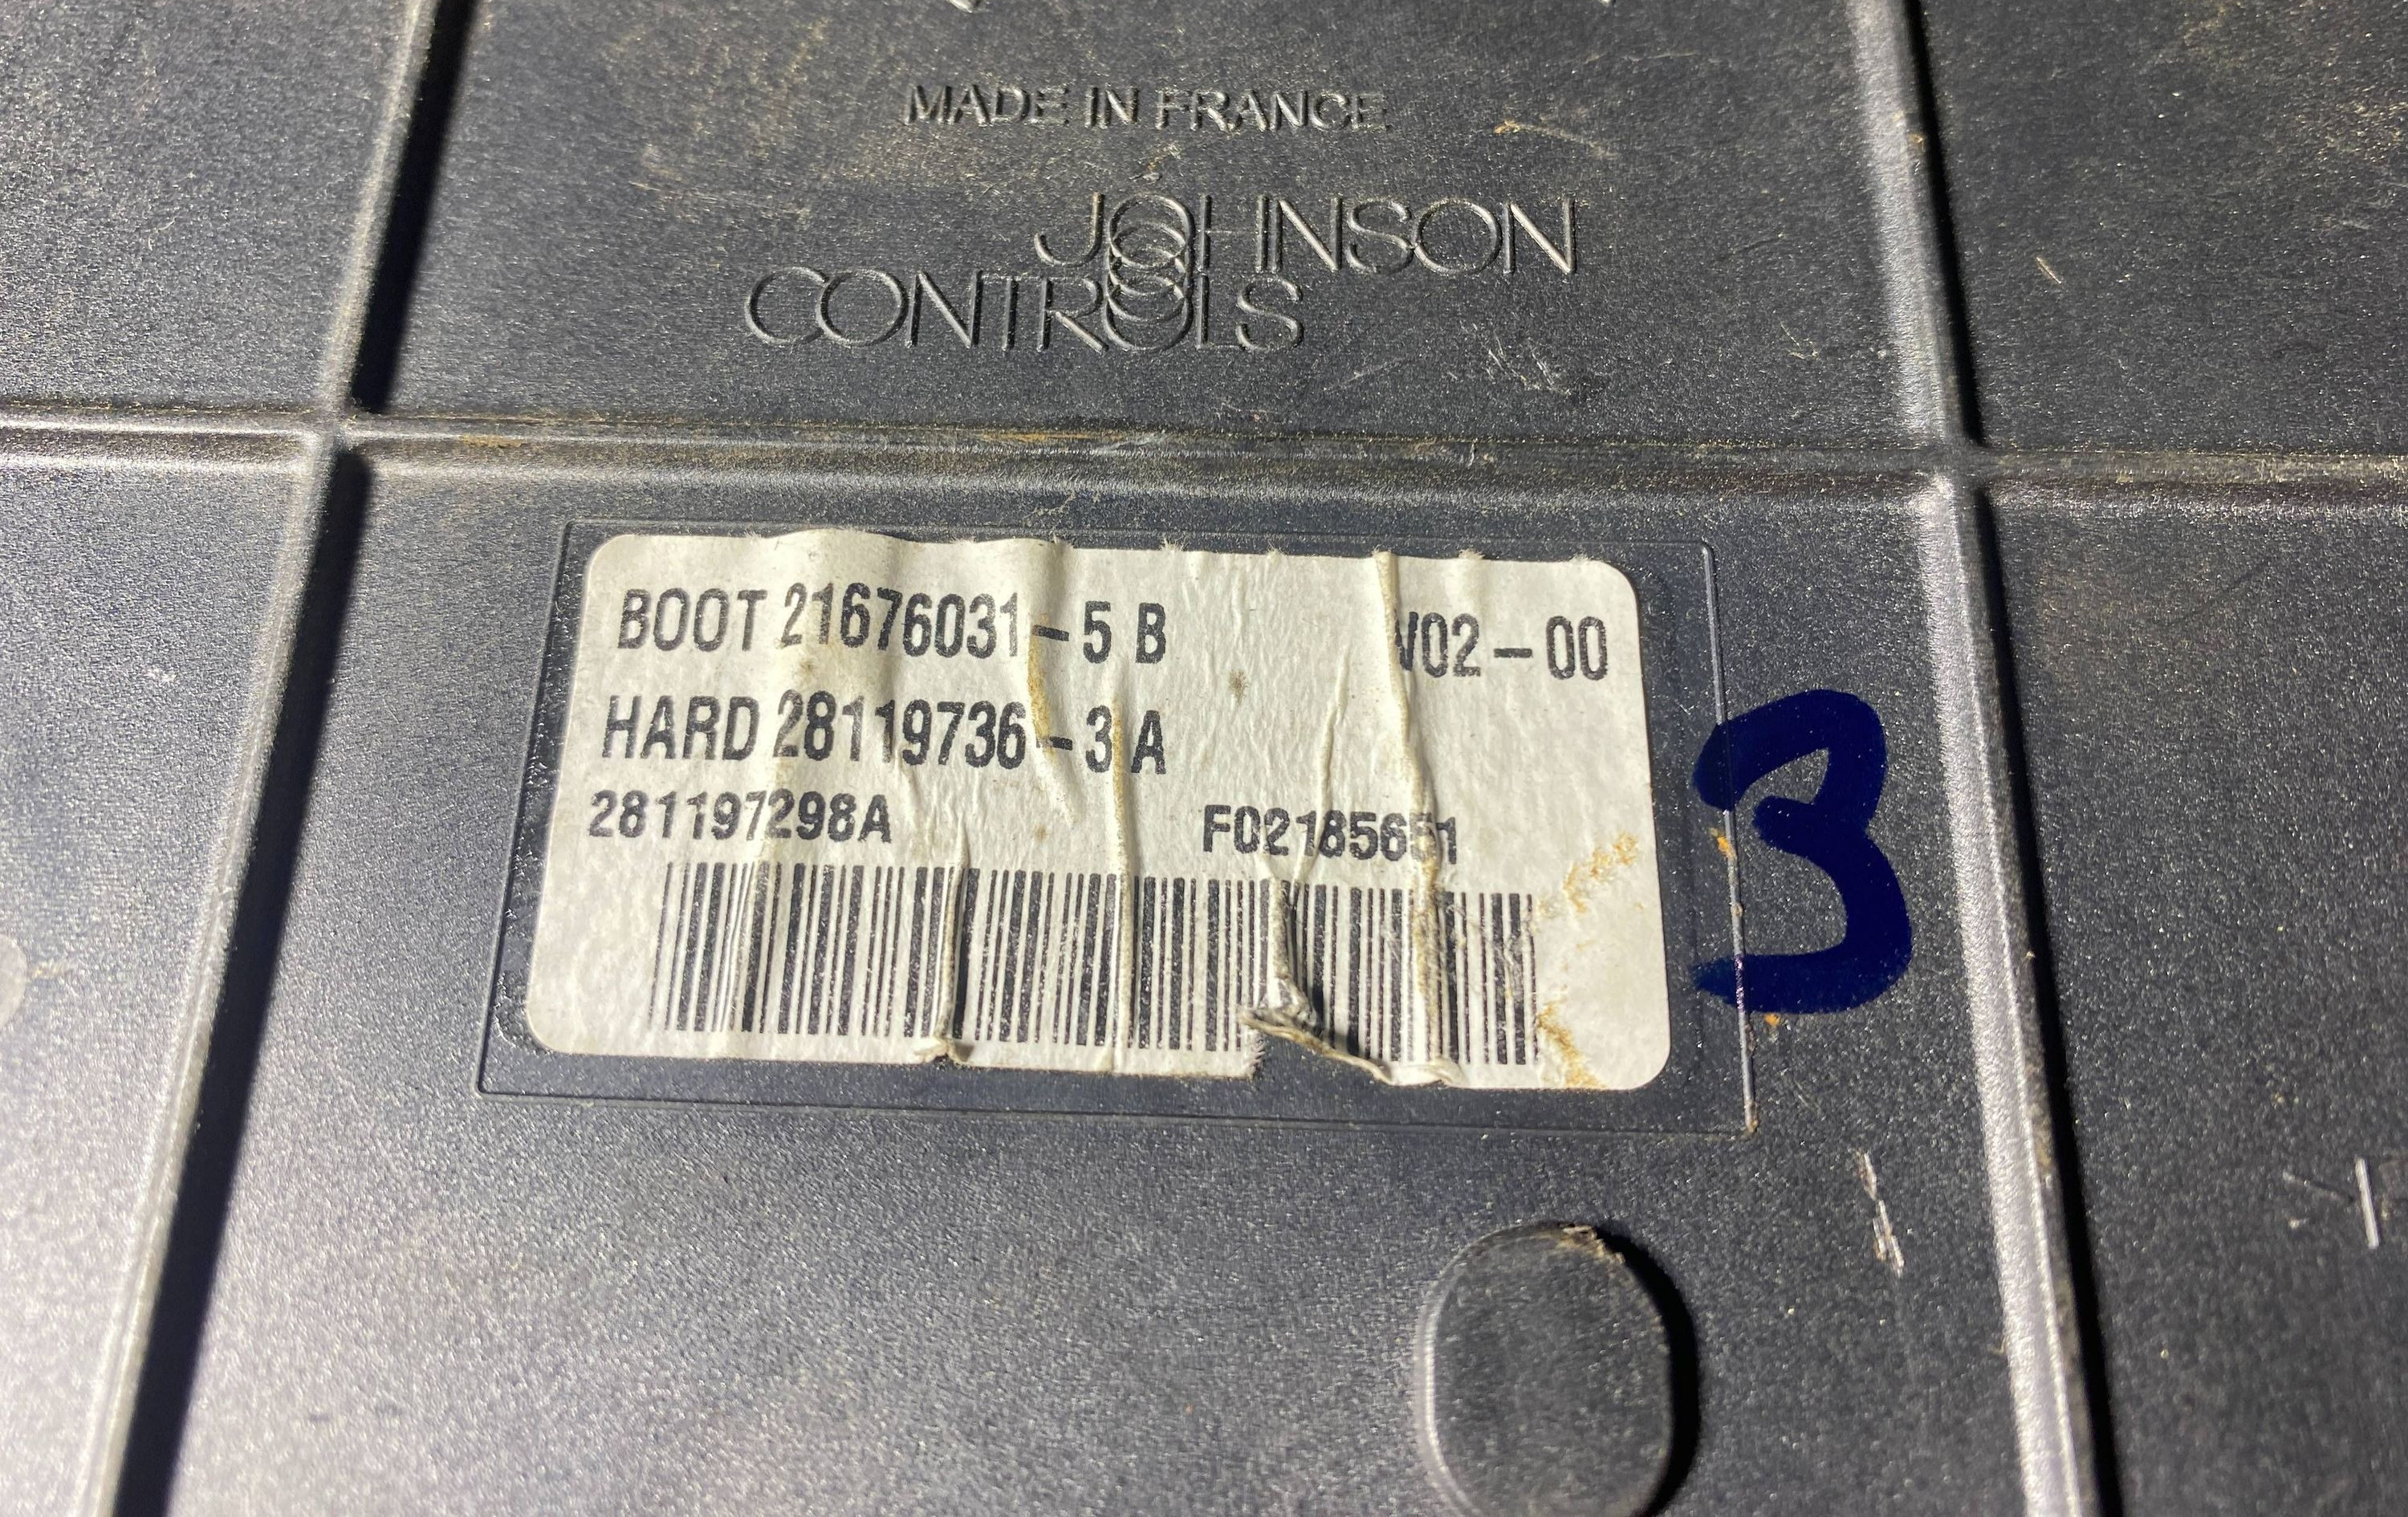 MADE IN FRANCE
JOHNSON
CONTROLS
BOOT 21676031-5 B V02-00
HARD 28119736-3 A
281197298A F02185651
3